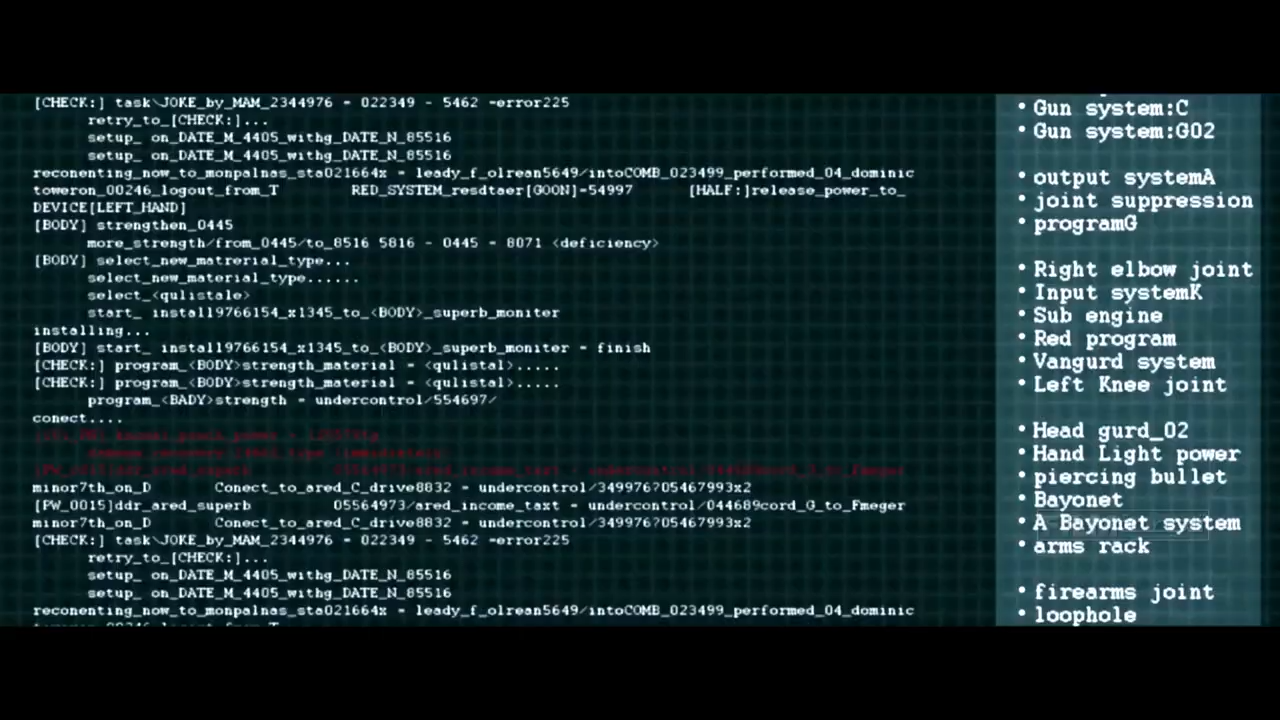 [CHECK:] task\JOKE_by_MAM_2344976 - 022349 - 5462 -error225
retry_to_[CHECK:]...
setup_ on_DATE_M_4405_withg_DATE_N_85516
setup_ on_DATE_M_4405_withg_DATE_N_85516
reconenting_now_to_monpalnas_sta021664x - leady_f_olrean5649/intoCOMB_023499_performed_04_dominic
toweron_00246_logout_from_T RED_SYSTEM_resdtaer[GOON]-54997 [HALF:]release_power_to_
DEVICE[LEFT_HAND]
[BODY] strengthen_0445
more_strength/from_0445/to_8516 5816 - 0445 - 8071 <deficiency>
[BODY] select_new_matrerial_type...
select_new_material_type......
select_<qulistale>
start_ install9766154_x1345_to_<BODY>_superb_moniter
installing...
[BODY] start_ install9766154_x1345_to_<BODY>_superb_moniter - finish
[CHECK:] program_<BODY>strength_material - <qulistal>.....
[CHECK:] program_<BODY>strength_material - <qulistal>.....
program_<BADY>strength - undercontrol/554697/
conect....
minor7th_on_D Conect_to_ared_C_drive8832 - undercontrol/349976705467993x2
[PW_0015]ddr_ared_superb 05564973/ared_income_taxt - undercontrol/044689cord_G_to_Fmeger
minor7th_on_D Conect_to_ared_C_drive8832 - undercontrol/349976705467993x2
[CHECK:] task\JOKE_by_MAM_2344976 - 022349 - 5462 -error225
retry_to_[CHECK:]...
setup_ on_DATE_M_4405_withg_DATE_N_85516
setup_ on_DATE_M_4405_withg_DATE_N_85516
reconenting_now_to_monpalnas_sta021664x - leady_f_olrean5649/intoCOMB_023499_performed_04_dominic
• Gun system:C
• Gun system:G02
• output systemA
• joint suppression
• programG
• Right elbow joint
• Input systemK
• Sub engine
• Red program
• Vangurd system
• Left Knee joint
• Head gurd_02
• Hand Light power
• piercing bullet
• Bayonet
• A Bayonet system
• arms rack
• firearms joint
• loophole